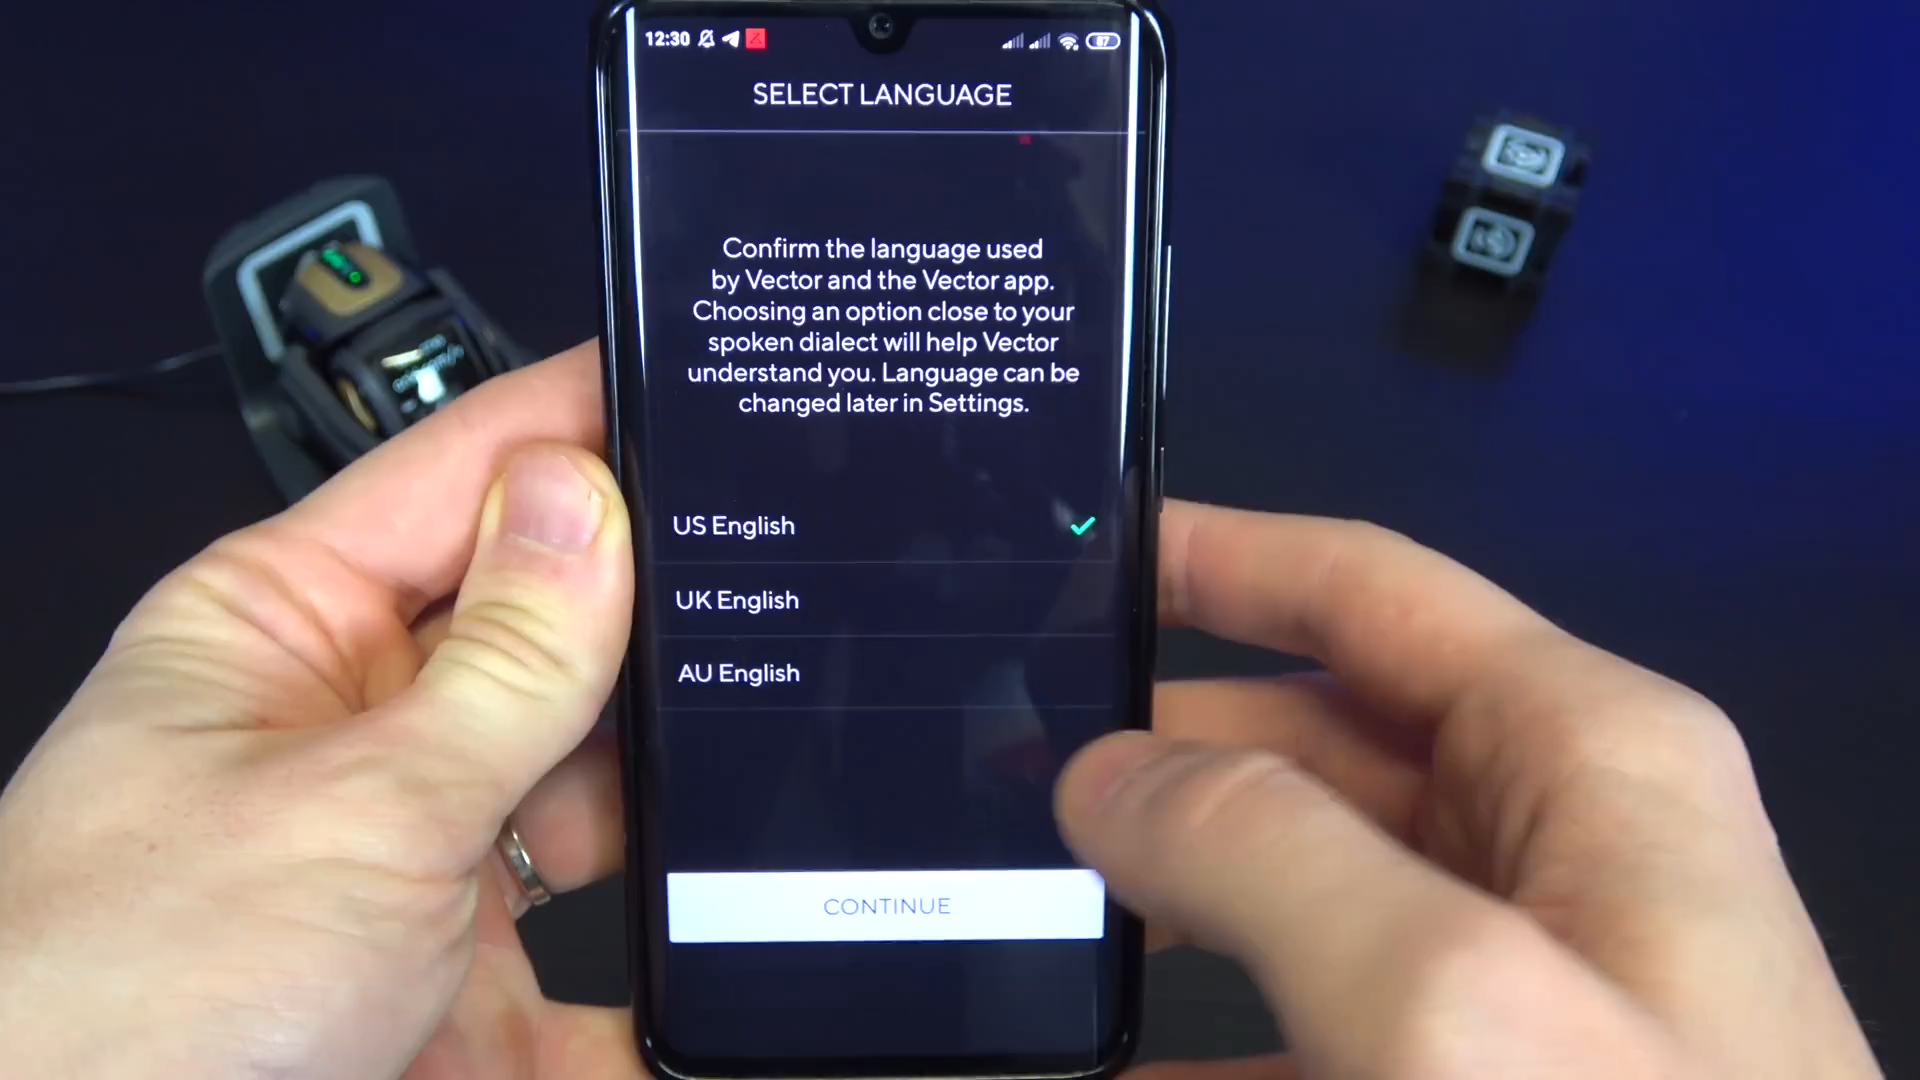 12:30
87
SELECT LANGUAGE
Confirm the language used
by Vector and the Vector app.
Choosing an option close to your
spoken dialect will help Vector
understand you. Language can be
changed later in Settings.
US English
UK English
AU English
CONTINUE